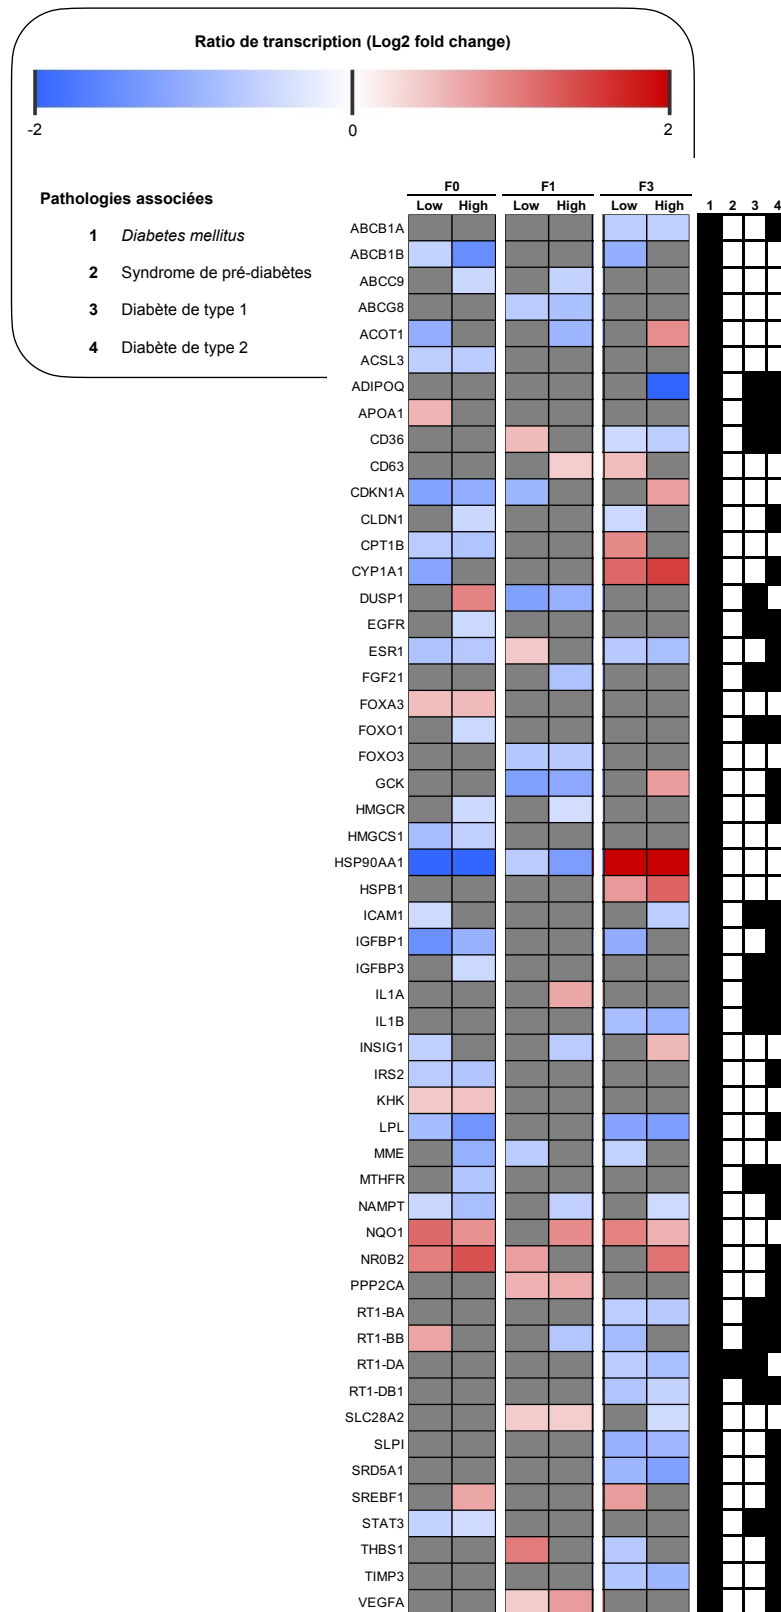 Ratio de transcription (Log2 fold change)
-2 0 2
Pathologies associées
1 Diabetes mellitus
2 Syndrome de pré-diabètes
3 Diabète de type 1
4 Diabète de type 2
F0 F1 F3
Low High Low High Low High 1 2 3 4
ABCB1A
ABCB1B
ABCC9
ABCG8
ACOT1
ACSL3
ADIPOQ
APOA1
CD36
CD63
CDKN1A
CLDN1
CPT1B
CYP1A1
DUSP1
EGFR
ESR1
FGF21
FOXA3
FOXO1
FOXO3
GCK
HMGCR
HMGCS1
HSP90AA1
HSPB1
ICAM1
IGFBP1
IGFBP3
IL1A
IL1B
INSIG1
IRS2
KHK
LPL
MME
MTHFR
NAMPT
NQO1
NR0B2
PPP2CA
RT1-BA
RT1-BB
RT1-DA
RT1-DB1
SLC28A2
SLPI
SRD5A1
SREBF1
STAT3
THBS1
TIMP3
VEGFA